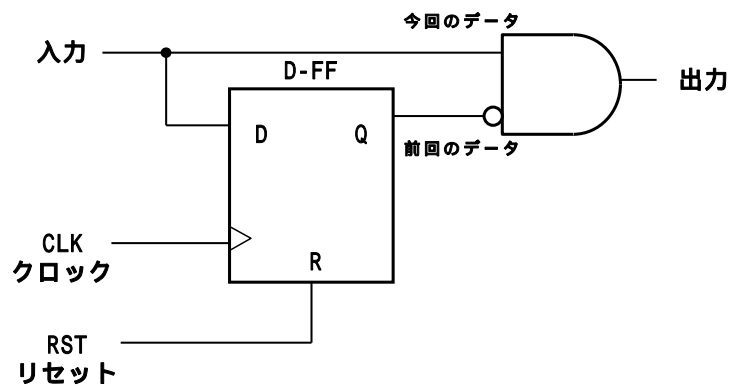 今回のデータ
入力
D-FF
出力
D
Q
前回のデータ
CLK
クロック
R
RST
リセット